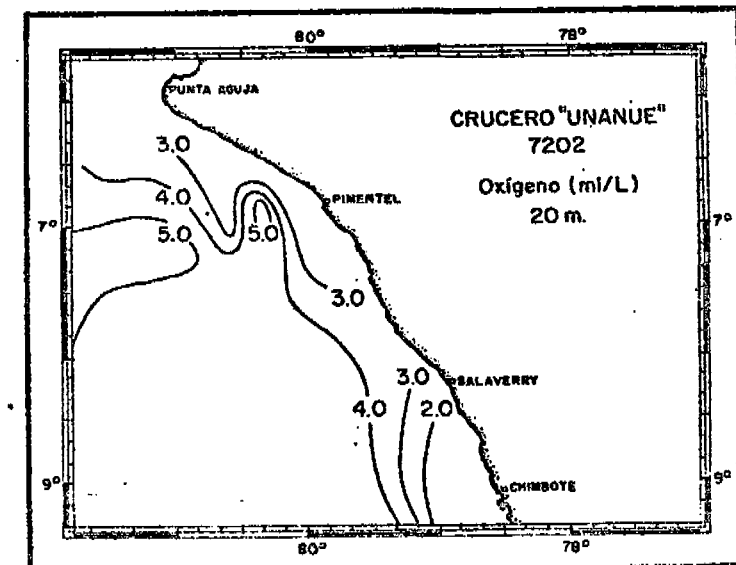 80° 78°
PUNTA AGUJA
CRUCERO "UNANUE"
7202
Oxígeno (ml/L)
20 m.
3.0
4.0
PIMENTEL
7° 5.0 5.0 7°
3.0
3.0 SALAVERRY
4.0 2.0
9° CHIMBOTE 9°
80° 78°